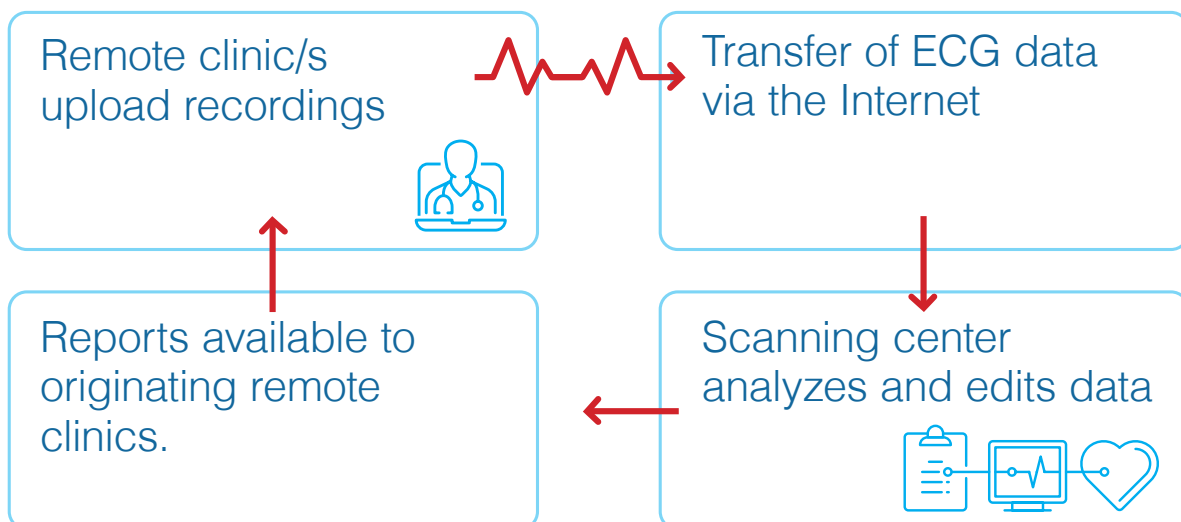 Remote clinic/s
upload recordings
Transfer of ECG data
via the Internet
Reports available to
originating remote
clinics.
Scanning center
analyzes and edits data